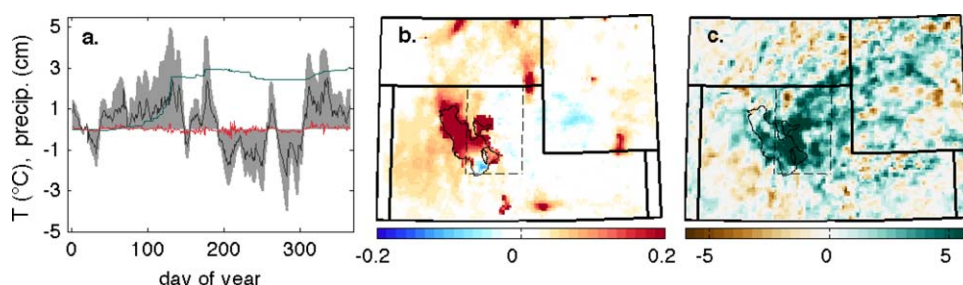 a.
T (°C), precip. (cm)
5
3
1
-1
-3
-5
0 100 200 300
day of year
b.
-0.2 0 0.2
c.
-5 0 5